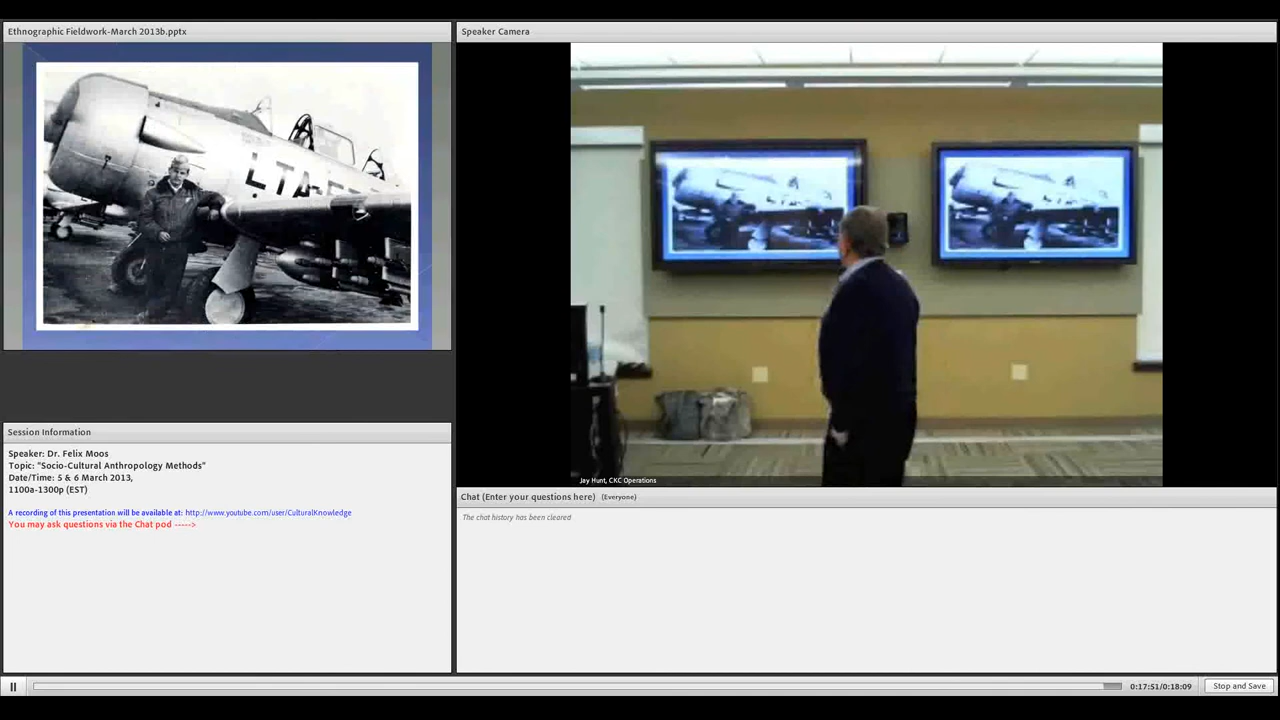 Ethnographic Fieldwork-March 2013b.pptx
Speaker Camera
Jay Hunt, CKC Operations
Session Information
Speaker: Dr. Felix Moos
Topic: "Socio-Cultural Anthropology Methods"
Date/Time: 5 & 6 March 2013,
1100a-1300p (EST)
A recording of this presentation will be available at: http://www.youtube.com/user/CulturalKnowledge
You may ask questions via the Chat pod ----->
Chat (Enter your questions here) (Everyone)
The chat history has been cleared
0:17:51/0:18:09
Stop and Save